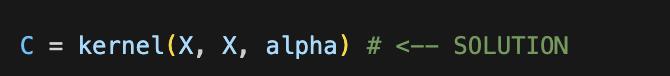 C = kernel(X, X, alpha) # <-- SOLUTION